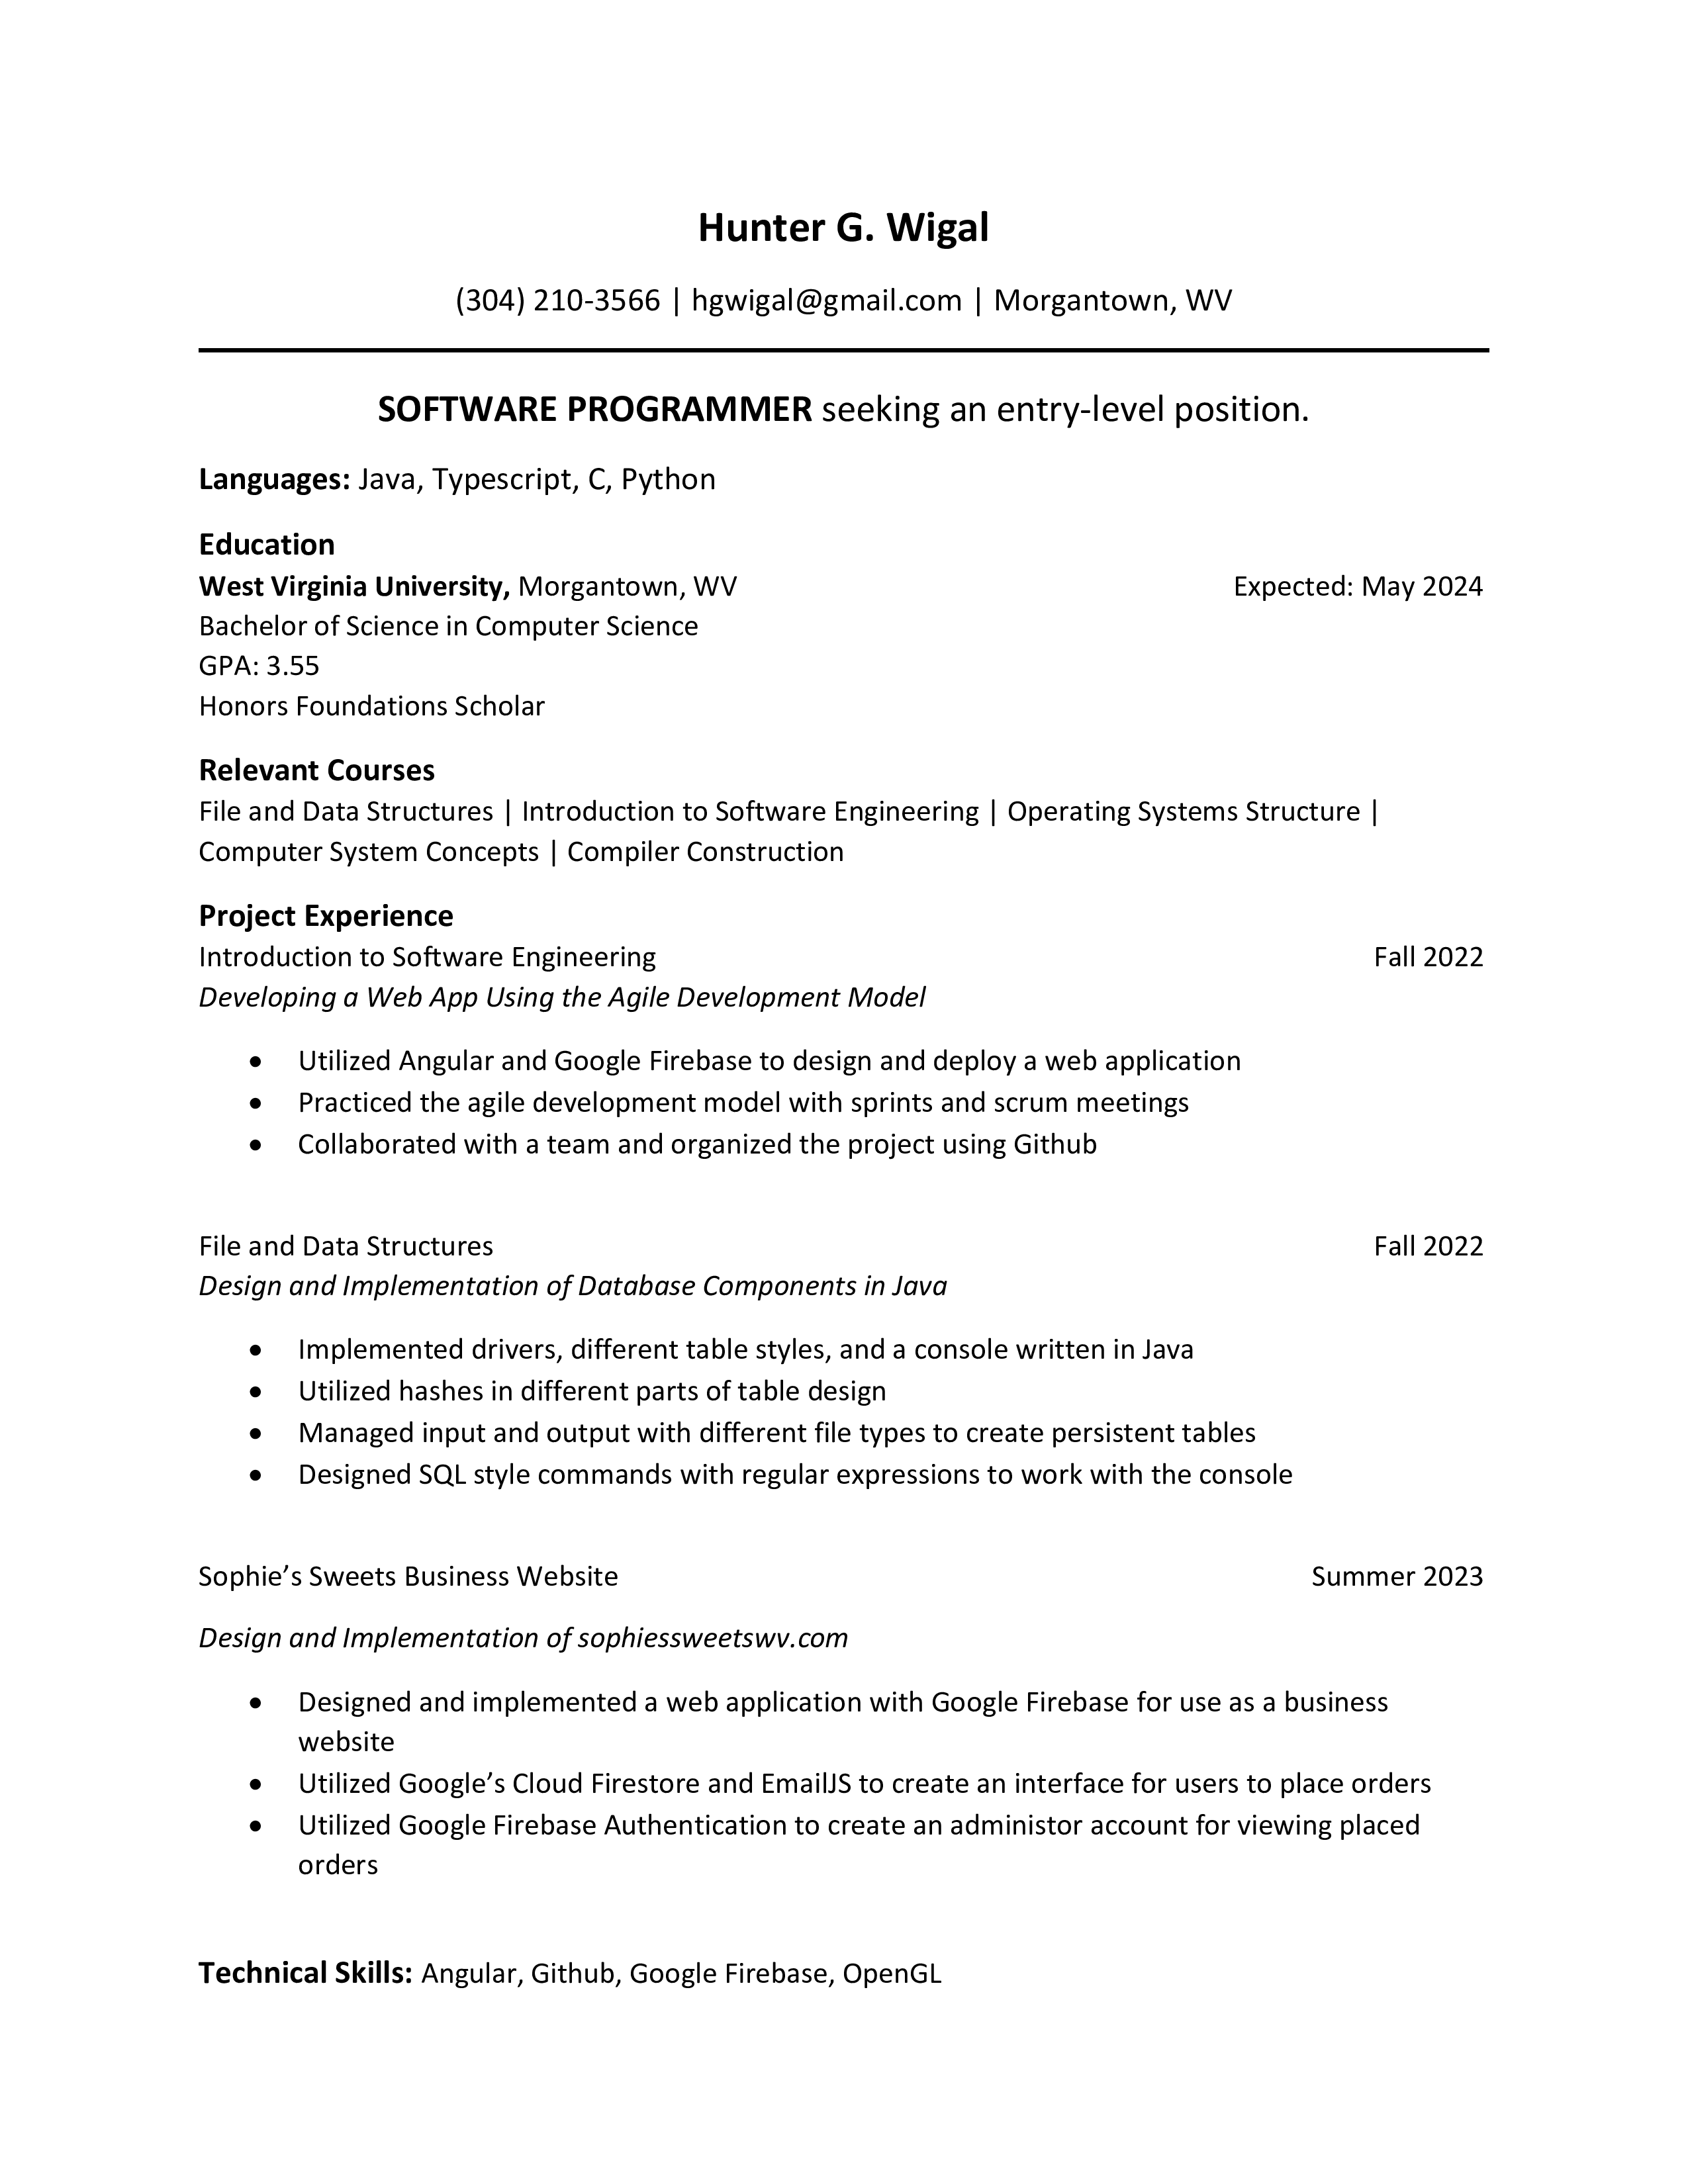 Hunter G. Wigal
(304) 210-3566 | hgwigal@gmail.com | Morgantown, WV
SOFTWARE PROGRAMMER seeking an entry-level position.
Languages: Java, Typescript, C, Python
Education
West Virginia University, Morgantown, WV Expected: May 2024
Bachelor of Science in Computer Science
GPA: 3.55
Honors Foundations Scholar
Relevant Courses
File and Data Structures | Introduction to Software Engineering | Operating Systems Structure |
Computer System Concepts | Compiler Construction
Project Experience
Introduction to Software Engineering Fall 2022
Developing a Web App Using the Agile Development Model
• Utilized Angular and Google Firebase to design and deploy a web application
• Practiced the agile development model with sprints and scrum meetings
• Collaborated with a team and organized the project using Github
File and Data Structures Fall 2022
Design and Implementation of Database Components in Java
• Implemented drivers, different table styles, and a console written in Java
• Utilized hashes in different parts of table design
• Managed input and output with different file types to create persistent tables
• Designed SQL style commands with regular expressions to work with the console
Sophie’s Sweets Business Website Summer 2023
Design and Implementation of sophiessweetswv.com
• Designed and implemented a web application with Google Firebase for use as a business
website
• Utilized Google’s Cloud Firestore and EmailJS to create an interface for users to place orders
• Utilized Google Firebase Authentication to create an administor account for viewing placed
orders
Technical Skills: Angular, Github, Google Firebase, OpenGL